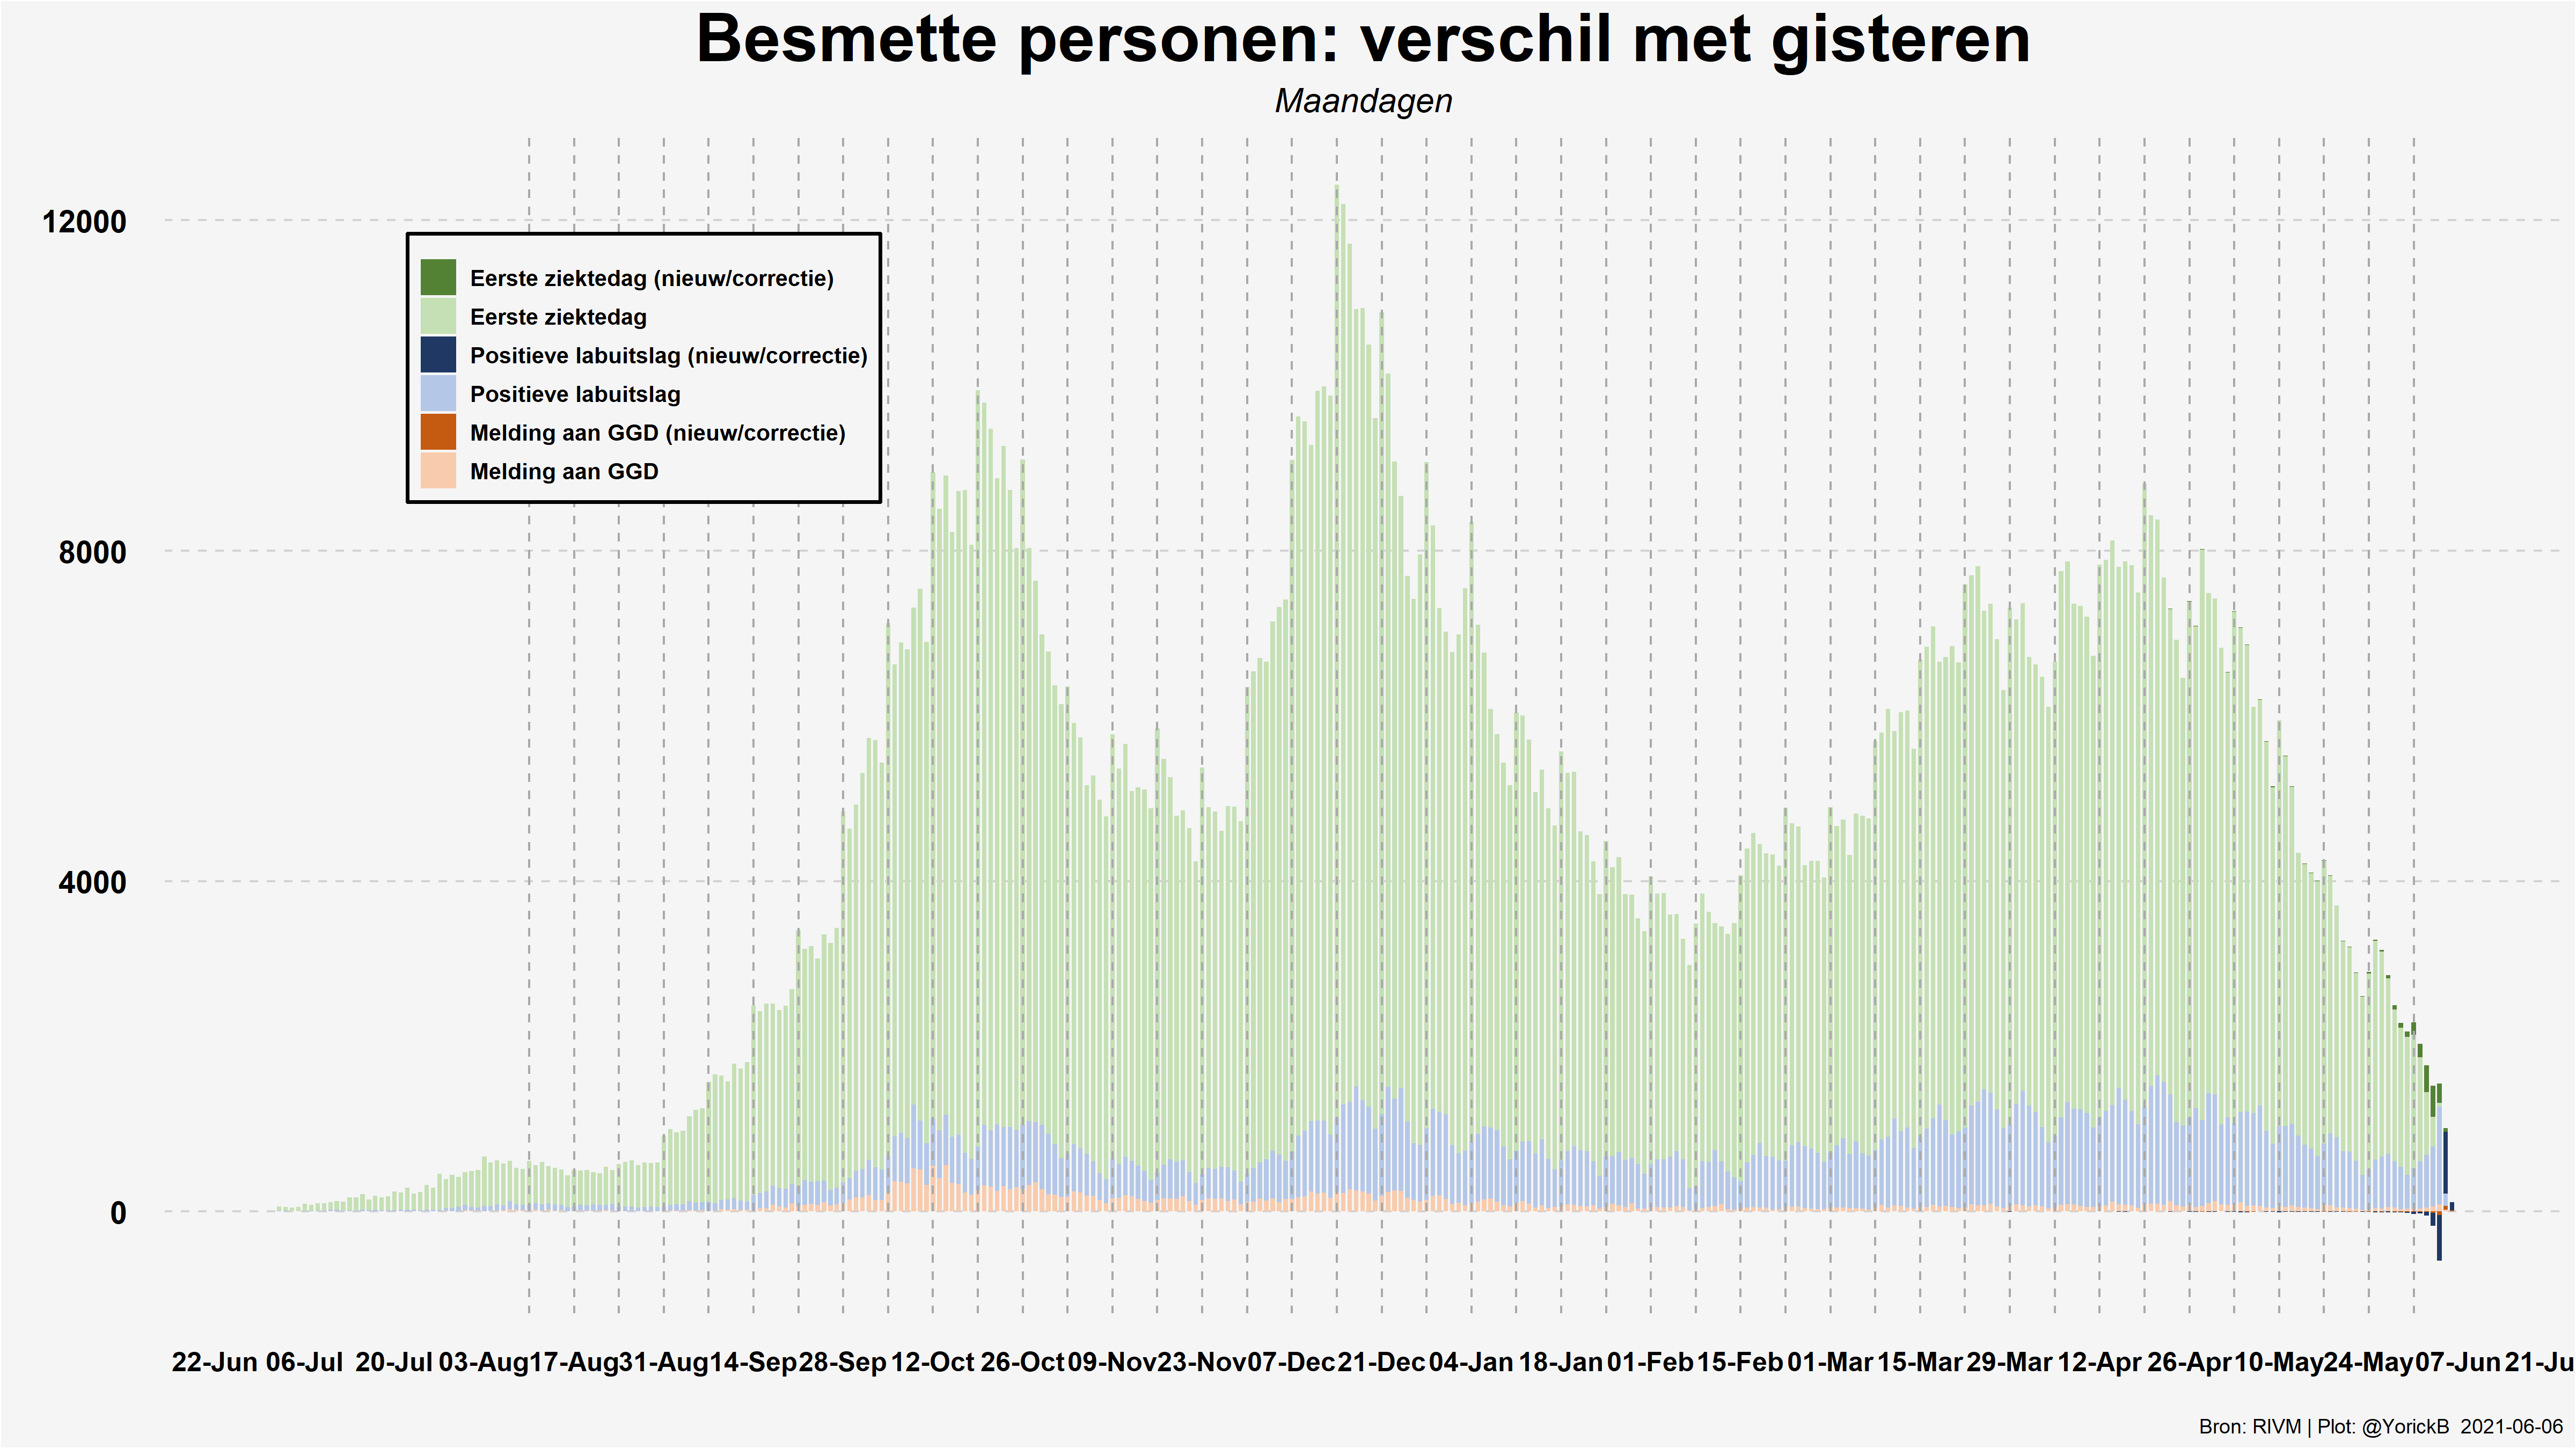 Besmette personen: verschil met gisteren
Maandagen
12000
8000
4000
0
Eerste ziektedag (nieuw/correctie)
Eerste ziektedag
Positieve labuitslag (nieuw/correctie)
Positieve labuitslag
Melding aan GGD (nieuw/correctie)
Melding aan GGD
22-Jun 06-Jul 20-Jul 03-Aug 17-Aug 31-Aug 14-Sep 28-Sep 12-Oct 26-Oct 09-Nov 23-Nov 07-Dec 21-Dec 04-Jan 18-Jan 01-Feb 15-Feb 01-Mar 15-Mar 29-Mar 12-Apr 26-Apr 10-May 24-May 07-Jun 21-Ju
Bron: RIVM | Plot: @YorickB 2021-06-06